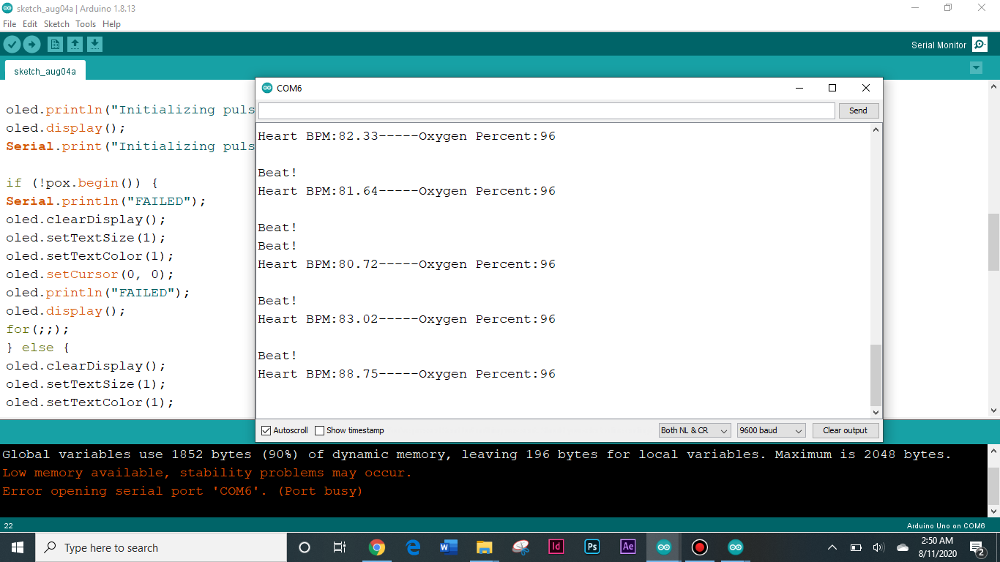 sketch_aug04a | Arduino 1.8.13
File Edit Sketch Tools Help
Serial Monitor
sketch_aug04a
oled.println("Initializing puls
oled.display();
Serial.print("Initializing puls
if (!pox.begin()) {
Serial.println("FAILED");
oled.clearDisplay();
oled.setTextSize(1);
oled.setTextColor(1);
oled.setCursor(0, 0);
oled.println("FAILED");
oled.display();
for(;;);
} else {
oled.clearDisplay();
oled.setTextSize(1);
oled.setTextColor(1);
COM6
Send
Heart BPM:82.33-----Oxygen Percent:96
Beat!
Heart BPM:81.64-----Oxygen Percent:96
Beat!
Beat!
Heart BPM:80.72-----Oxygen Percent:96
Beat!
Heart BPM:83.02-----Oxygen Percent:96
Beat!
Heart BPM:88.75-----Oxygen Percent:96
Autoscroll Show timestamp Both NL & CR 9600 baud Clear output
Global variables use 1852 bytes (90%) of dynamic memory, leaving 196 bytes for local variables. Maximum is 2048 bytes.
Low memory available, stability problems may occur.
Error opening serial port 'COM6'. (Port busy)
22 Arduino Uno on COM6
Type here to search
W
Id
Ps
Ae
2:50 AM
8/11/2020
2